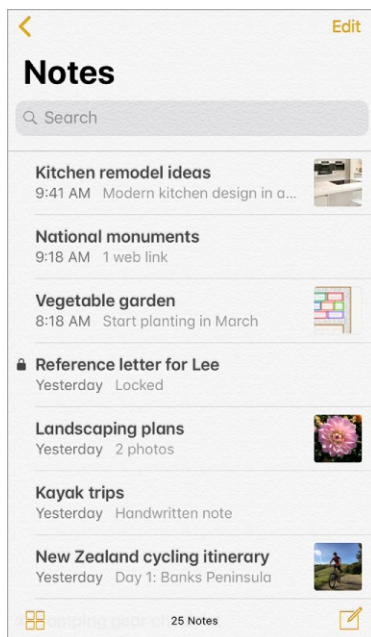 Edit
Notes
Search
Kitchen remodel ideas
9:41 AM Modern kitchen design in a...
National monuments
9:18 AM 1 web link
Vegetable garden
8:18 AM Start planting in March
Reference letter for Lee
Yesterday Locked
Landscaping plans
Yesterday 2 photos
Kayak trips
Yesterday Handwritten note
New Zealand cycling itinerary
Yesterday Day 1: Banks Peninsula
25 Notes